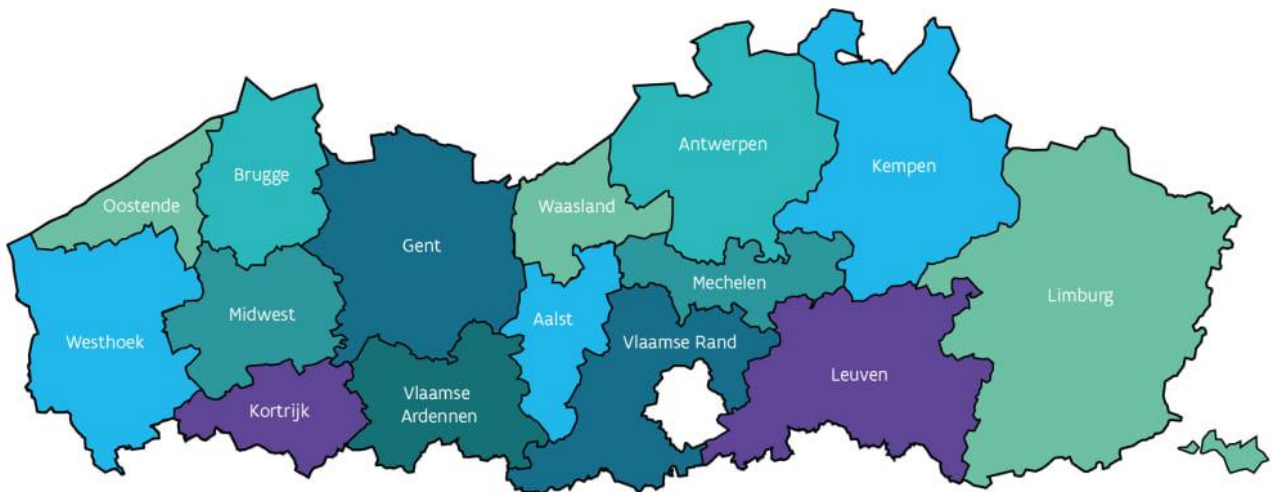 Antwerpen
Kempen
Brugge
Oostende
Waasland
Gent
Mechelen
Limburg
Midwest
Aalst
Westhoek
Vlaamse Rand
Leuven
Vlaamse
Ardennen
Kortrijk